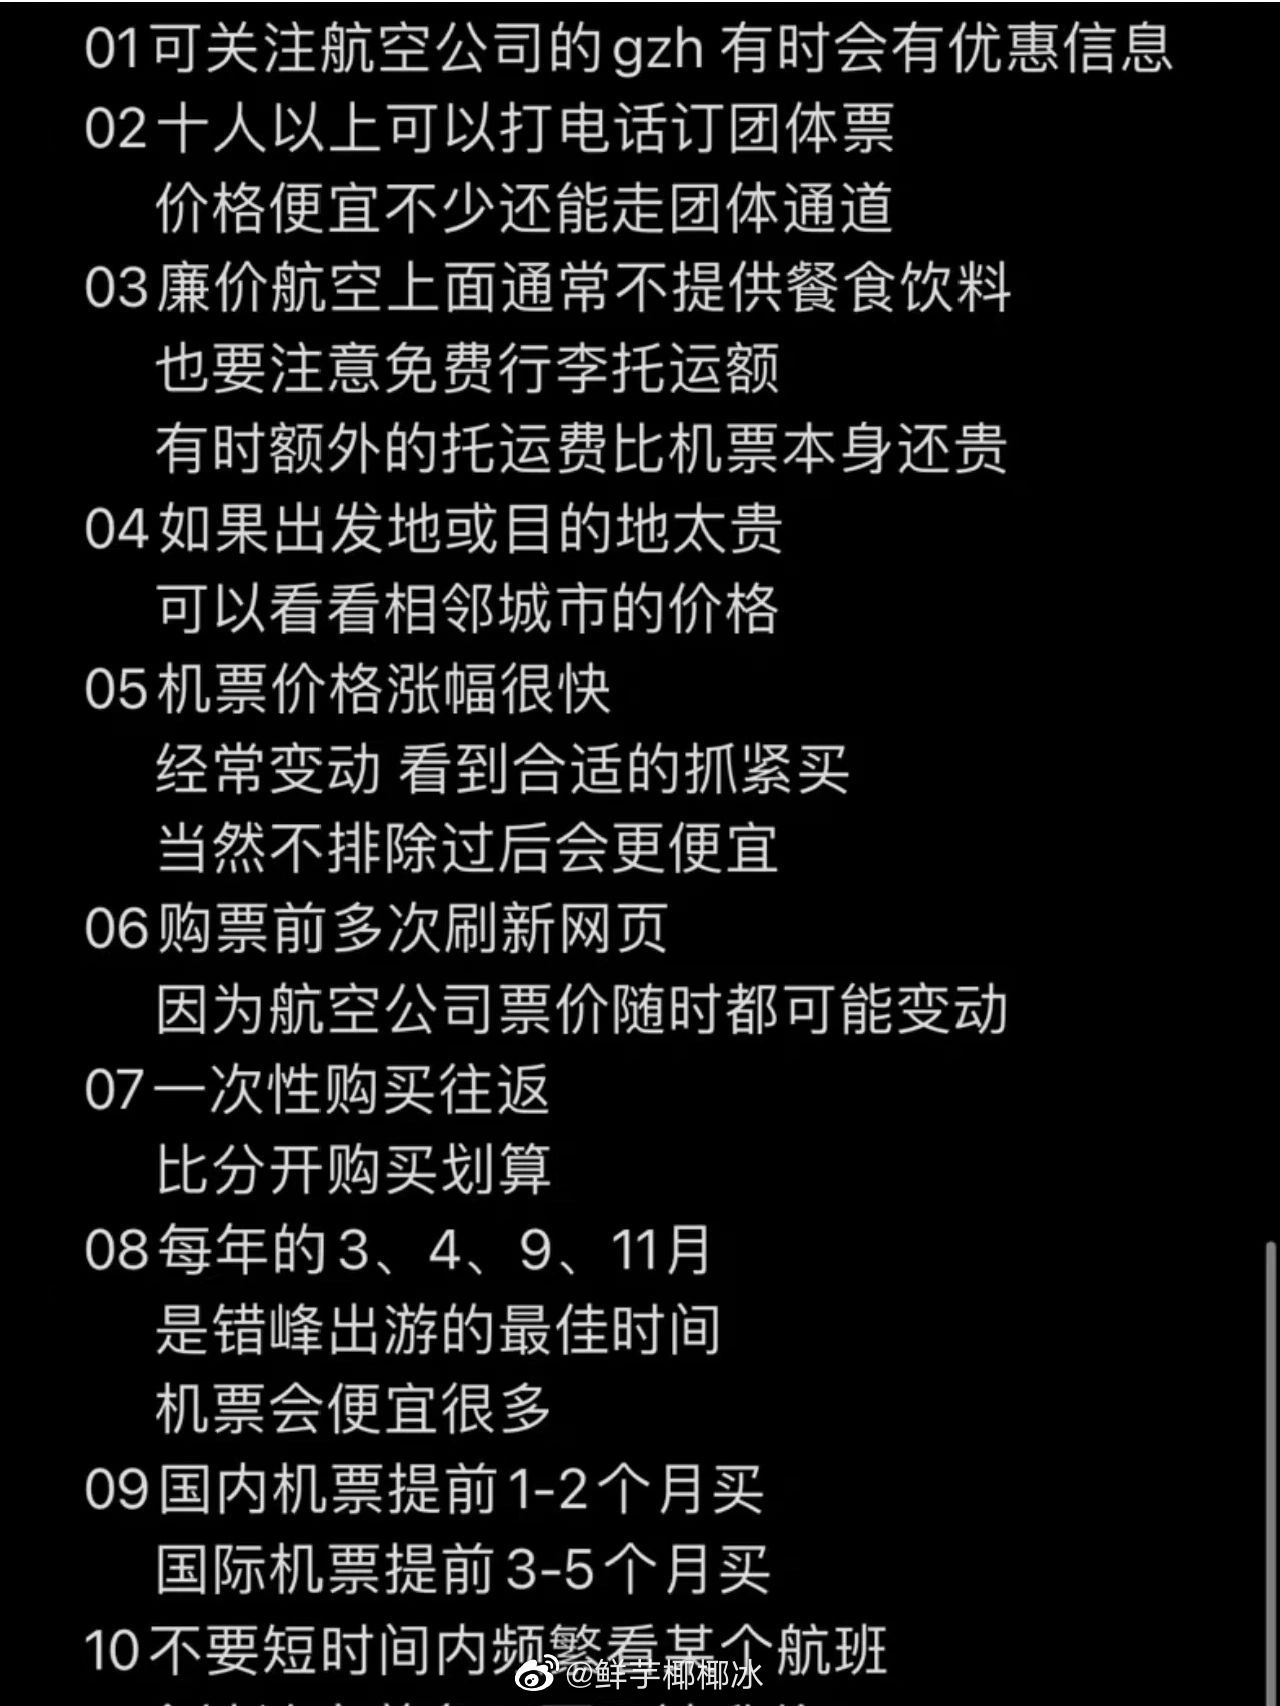 01可关注航空公司的gzh 有时会有优惠信息
02十人以上可以打电话订团体票
价格便宜不少还能走团体通道
03廉价航空上面通常不提供餐食饮料
也要注意免费行李托运额
有时额外的托运费比机票本身还贵
04如果出发地或目的地太贵
可以看看相邻城市的价格
05机票价格涨幅很快
经常变动 看到合适的抓紧买
当然不排除过后会更便宜
06购票前多次刷新网页
因为航空公司票价随时都可能变动
07一次性购买往返
比分开购买划算
08每年的3、4、9、11月
是错峰出游的最佳时间
机票会便宜很多
09国内机票提前1-2个月买
国际机票提前3-5个月买
10不要短时间内频繁看某个航班
@鲜芋椰椰冰